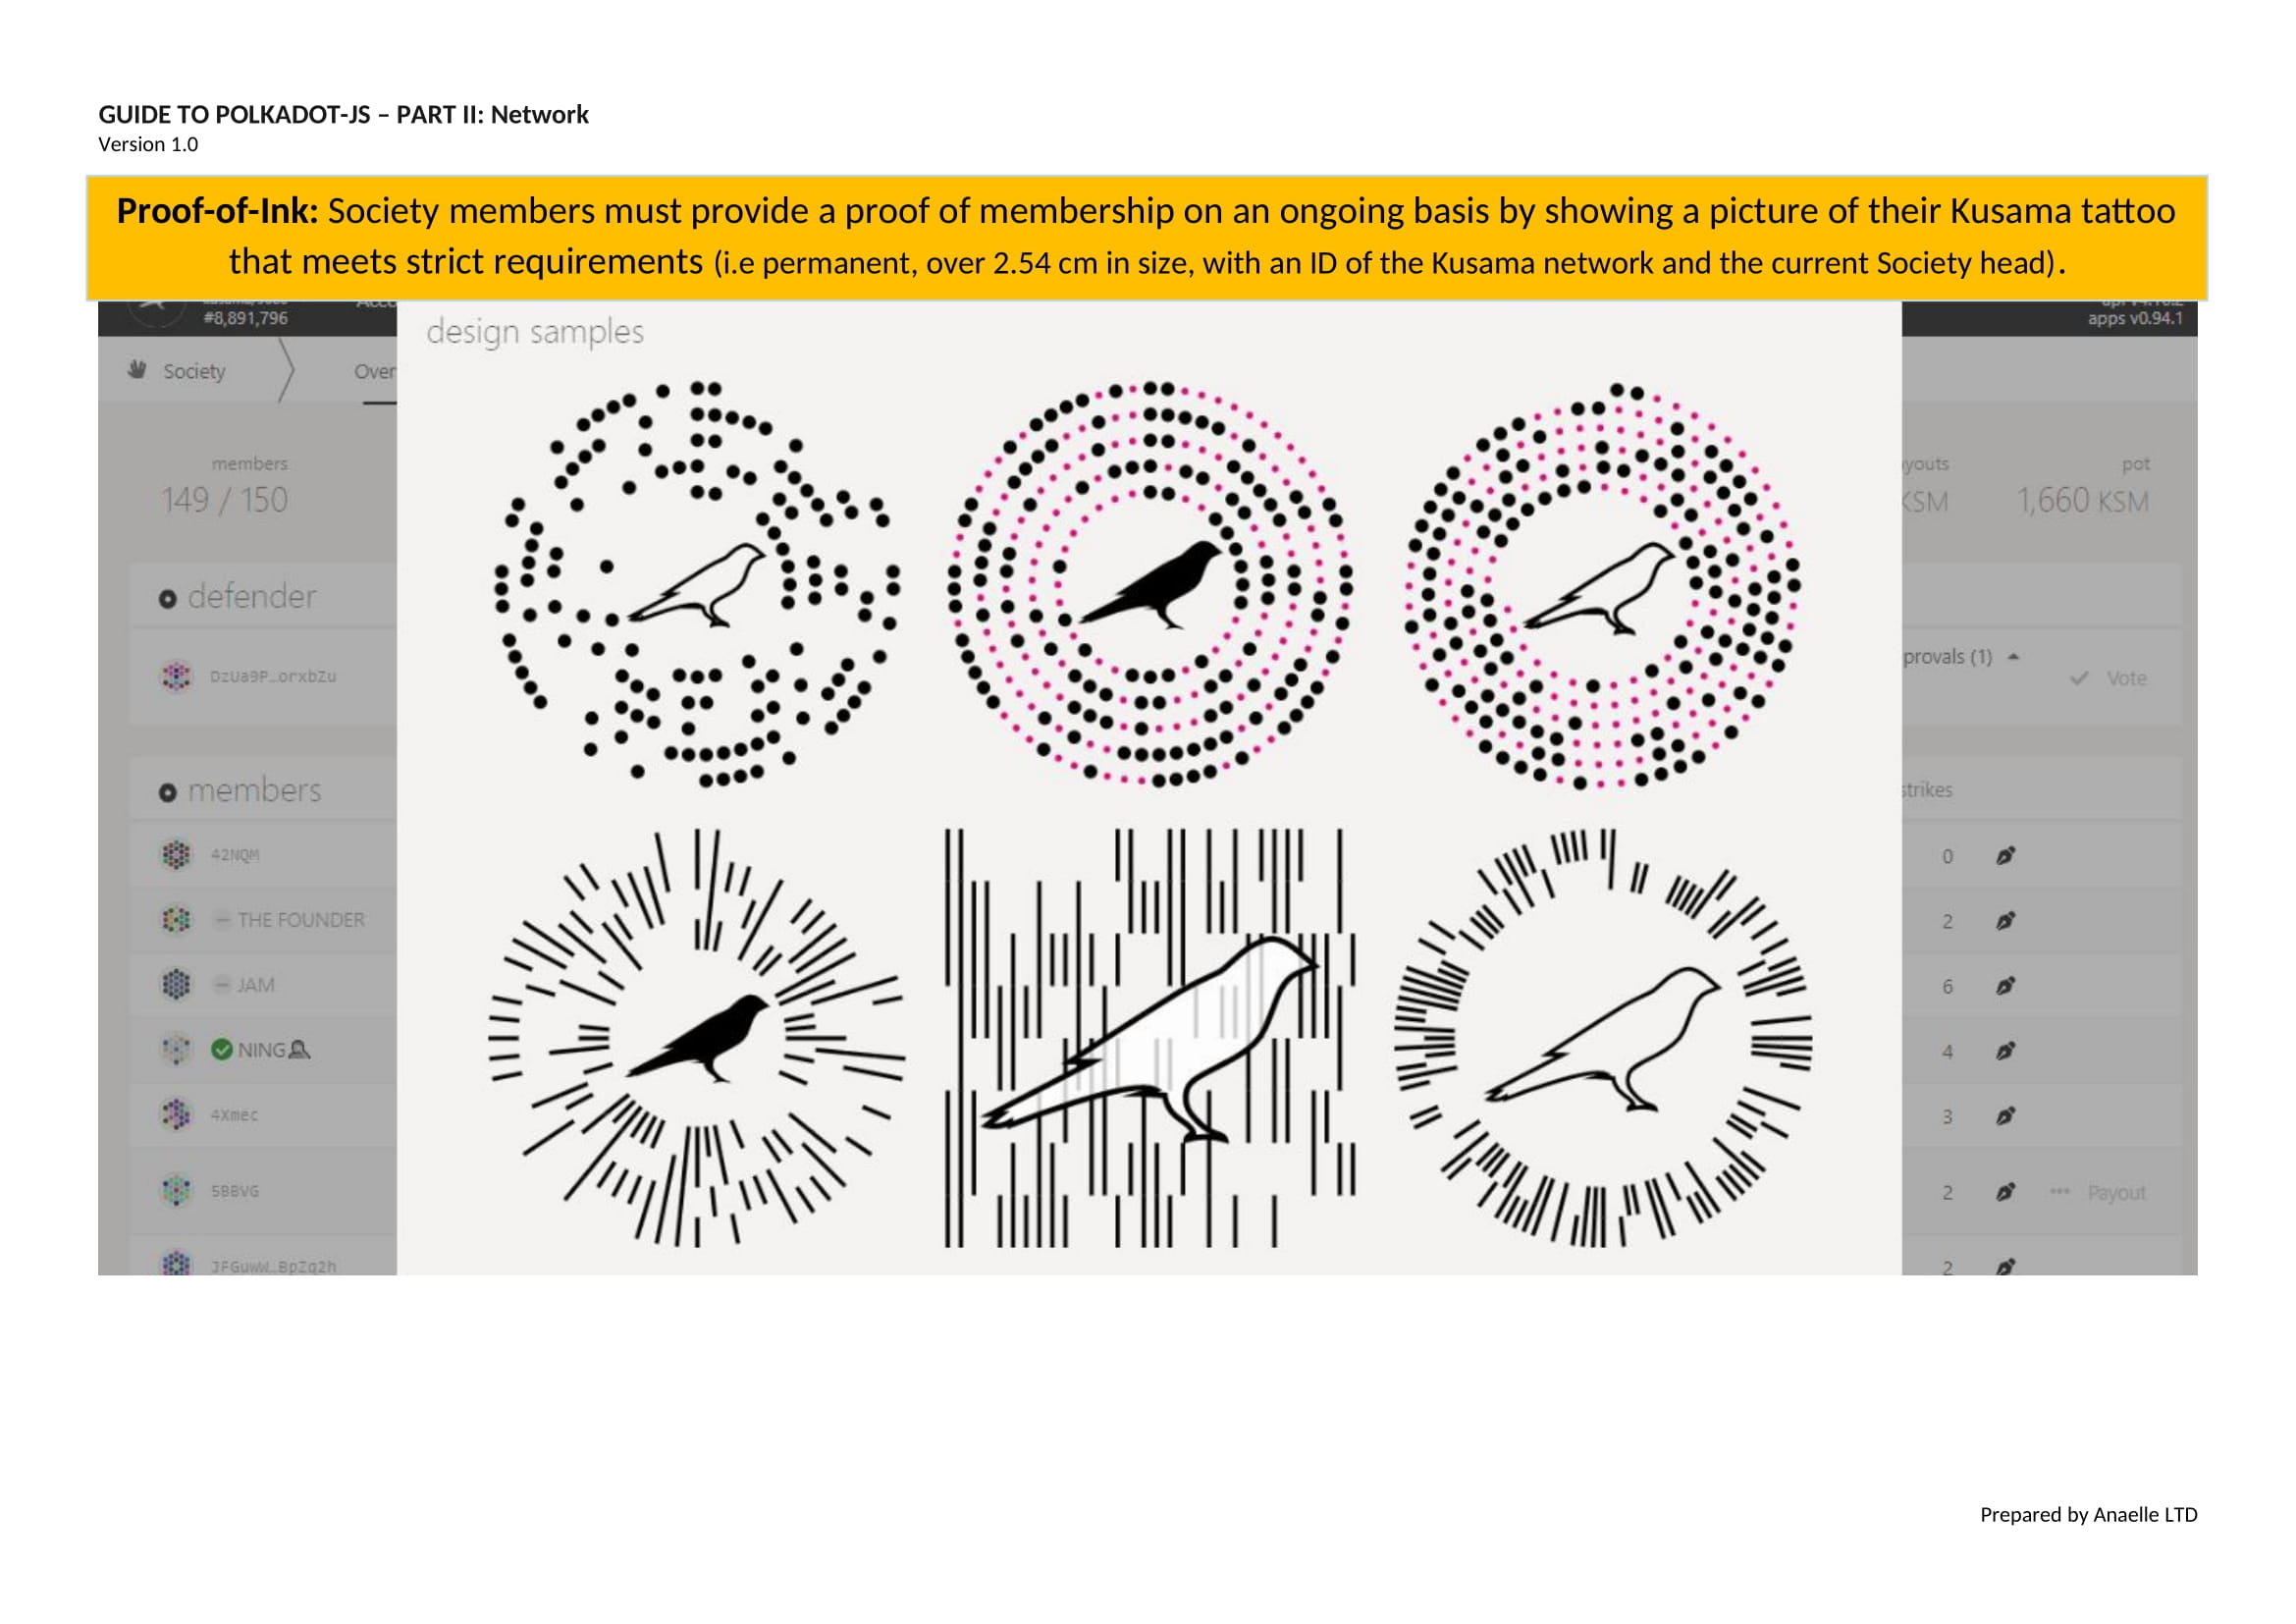 GUIDE TO POLKADOT-JS – PART II: Network
Version 1.0
Proof-of-Ink: Society members must provide a proof of membership on an ongoing basis by showing a picture of their Kusama tattoo
that meets strict requirements (i.e permanent, over 2.54 cm in size, with an ID of the Kusama network and the current Society head).
#8,891,796
apps v0.94.1
design samples
Society
Over
members
149 / 150
youts
KSM
pot
1,660 KSM
defender
DzUa9P…orxbZu
provals (1)
Vote
members
strikes
42NQM
0
THE FOUNDER
2
JAM
6
NING
4
4Xmec
3
5BBVG
2
Payout
JFGuwW…BpZq2h
2
Prepared by Anaelle LTD